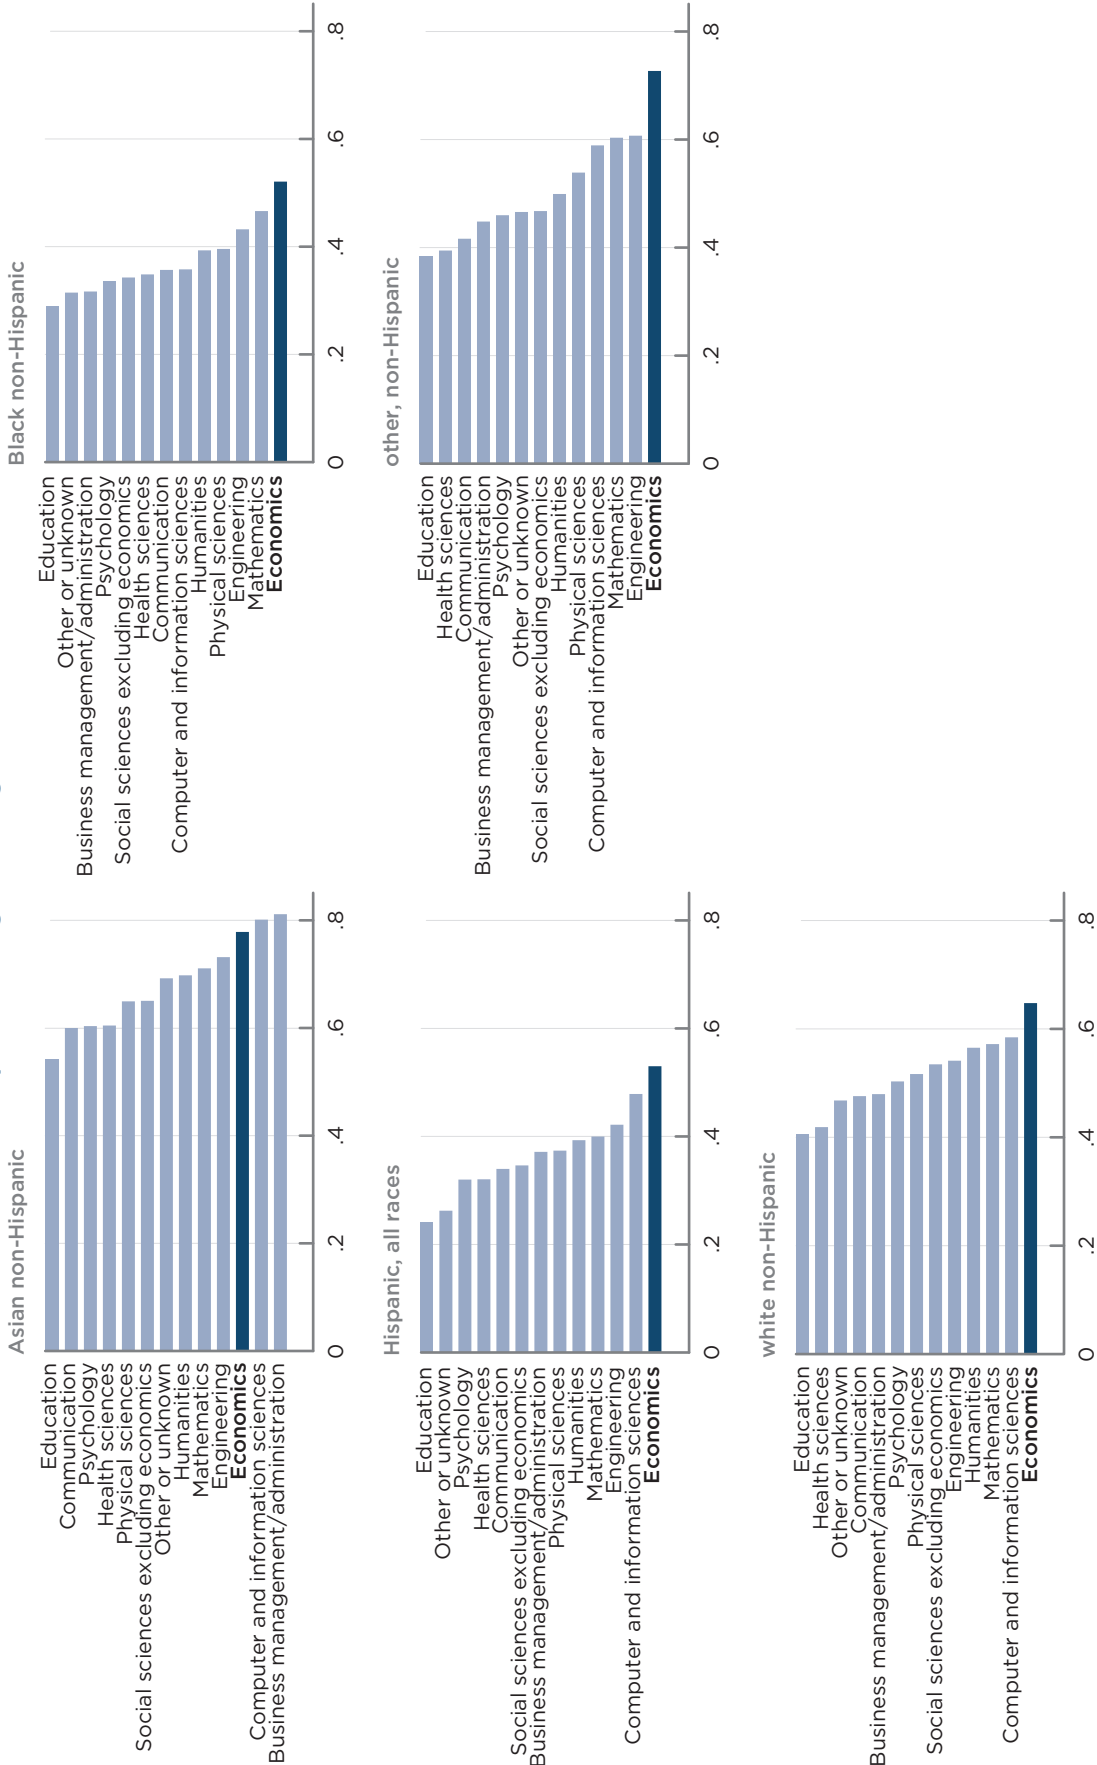 Asian non-Hispanic
Education
Communication
Psychology
Health sciences
Physical sciences
Social sciences excluding economics
Other or unknown
Humanities
Mathematics
Engineering
Economics
Computer and information sciences
Business management/administration
0
.2
.4
.6
.8
Black non-Hispanic
Education
Other or unknown
Business management/administration
Psychology
Social sciences excluding economics
Health sciences
Communication
Computer and information sciences
Humanities
Physical sciences
Engineering
Mathematics
Economics
0
.2
.4
.6
.8
Hispanic, all races
Education
Other or unknown
Psychology
Health sciences
Communication
Social sciences excluding economics
Business management/administration
Physical sciences
Humanities
Mathematics
Engineering
Computer and information sciences
Economics
0
.2
.4
.6
.8
other, non-Hispanic
Education
Health sciences
Communication
Business management/administration
Psychology
Other or unknown
Social sciences excluding economics
Humanities
Physical sciences
Computer and information sciences
Mathematics
Engineering
Economics
0
.2
.4
.6
.8
white non-Hispanic
Education
Health sciences
Other or unknown
Communication
Business management/administration
Psychology
Physical sciences
Social sciences excluding economics
Engineering
Humanities
Mathematics
Computer and information sciences
Economics
0
.2
.4
.6
.8